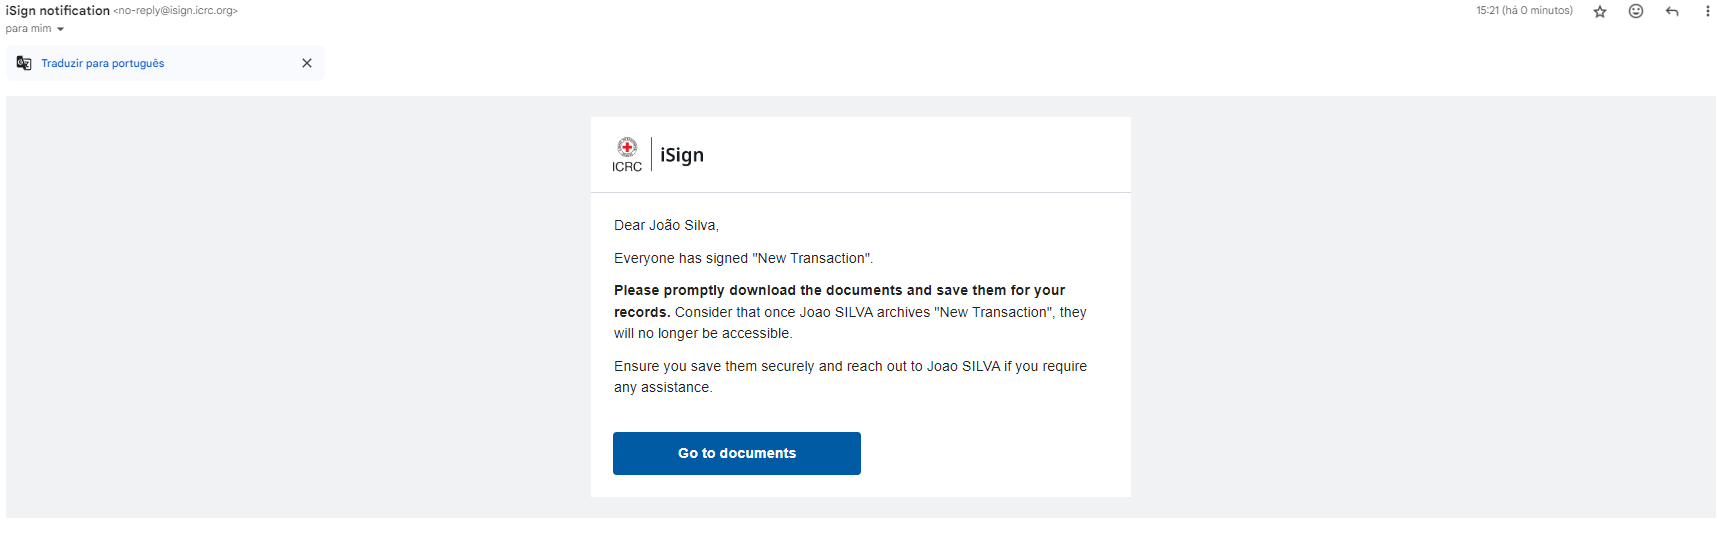 iSign notification <no-reply@isign.icrc.org>
15:21 (há 0 minutos)
para mim
Traduzir para português
ICRC
iSign
Dear João Silva,
Everyone has signed "New Transaction".
Please promptly download the documents and save them for your
records. Consider that once Joao SILVA archives "New Transaction", they
will no longer be accessible.
Ensure you save them securely and reach out to Joao SILVA if you require
any assistance.
Go to documents